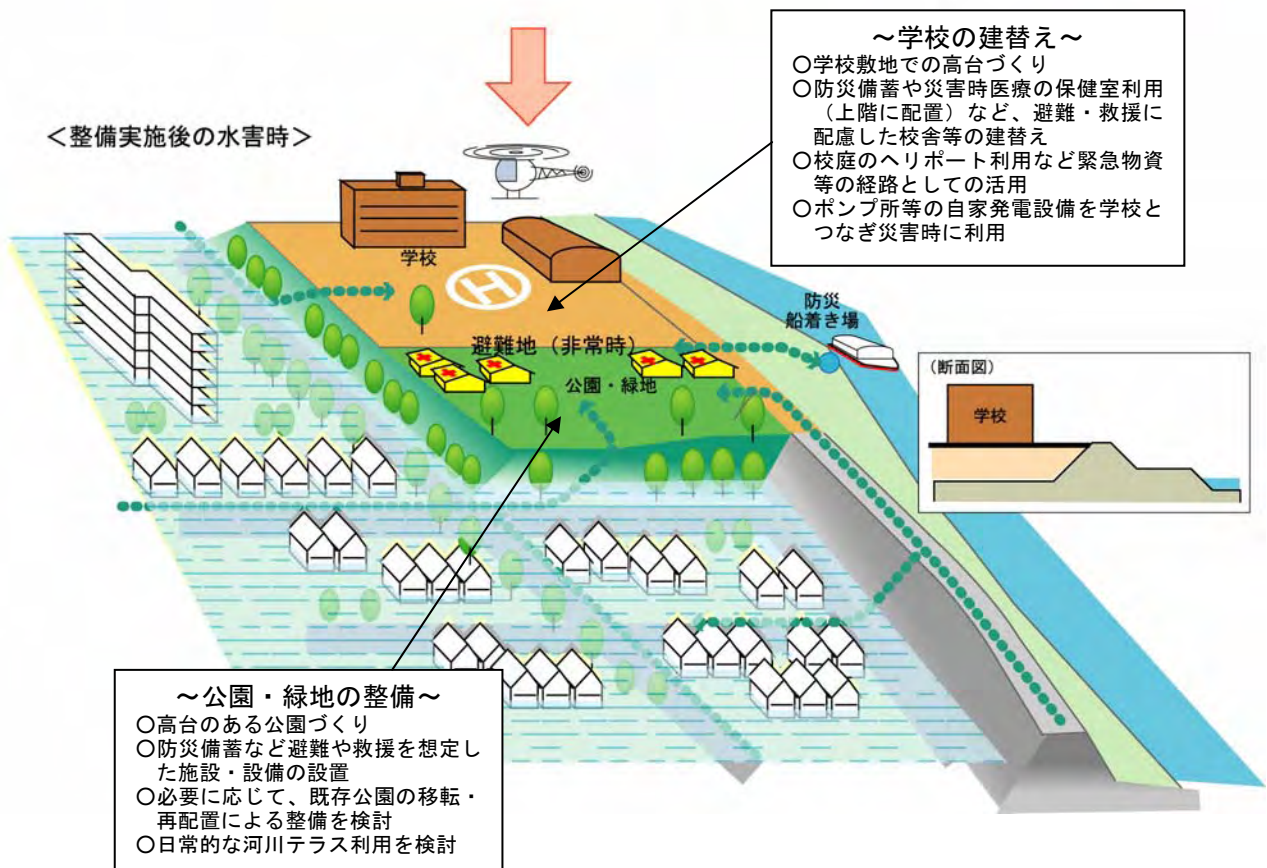 <整備実施後の水害時>
～学校の建替え～
○学校敷地での高台づくり
○防災備蓄や災害時医療の保健室利用
（上階に配置）など、避難・救援に
配慮した校舎等の建替え
○校庭のヘリポート利用など緊急物資
等の経路としての活用
○ポンプ所等の自家発電設備を学校と
つなぎ災害時に利用
学校
H
防災
船着き場
避難地（非常時）
公園・緑地
（断面図）
学校
～公園・緑地の整備～
○高台のある公園づくり
○防災備蓄など避難や救援を想定し
た施設・設備の設置
○必要に応じて、既存公園の移転・
再配置による整備を検討
○日常的な河川テラス利用を検討